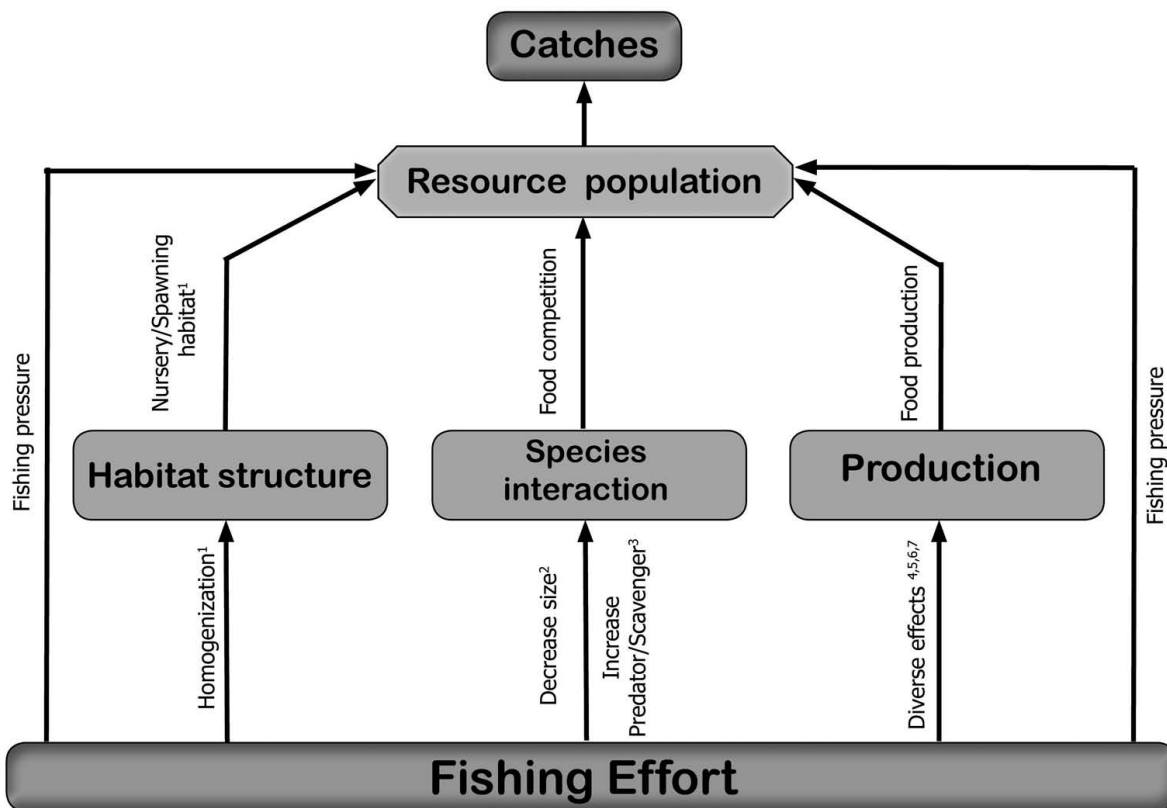 Catches
Resource population
Nursery/Spawning
habitat¹
Food competition
Food production
Fishing pressure
Fishing pressure
Habitat structure
Species
interaction
Production
Homogenization¹
Decrease size²
Increase
Predator/Scavenger³
Diverse effects ⁴,⁵,⁶,⁷
Fishing Effort